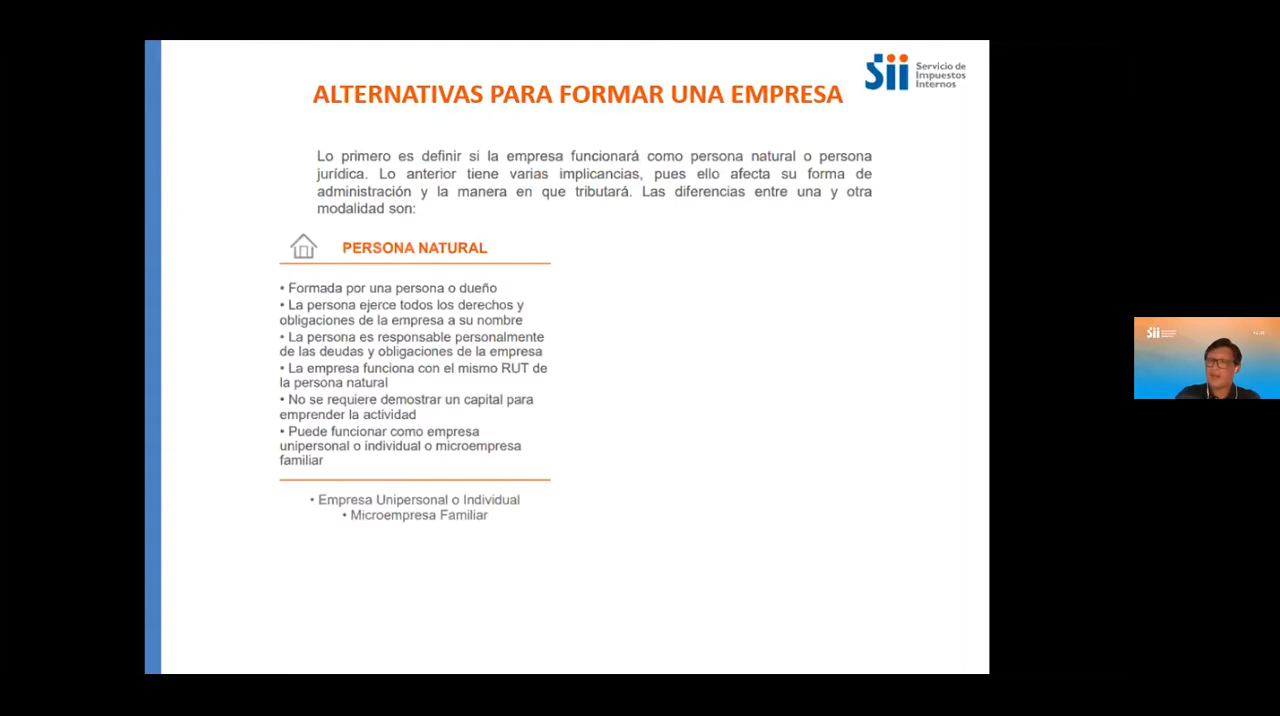 Sii Servicio de
Impuestos
Internos
ALTERNATIVAS PARA FORMAR UNA EMPRESA
Lo primero es definir si la empresa funcionará como persona natural o persona
jurídica. Lo anterior tiene varias implicancias, pues ello afecta su forma de
administración y la manera en que tributará. Las diferencias entre una y otra
modalidad son:
PERSONA NATURAL
• Formada por una persona o dueño
• La persona ejerce todos los derechos y
obligaciones de la empresa a su nombre
• La persona es responsable personalmente
de las deudas y obligaciones de la empresa
• La empresa funciona con el mismo RUT de
la persona natural
• No se requiere demostrar un capital para
emprender la actividad
• Puede funcionar como empresa
unipersonal o individual o microempresa
familiar
• Empresa Unipersonal o Individual
• Microempresa Familiar
Sii